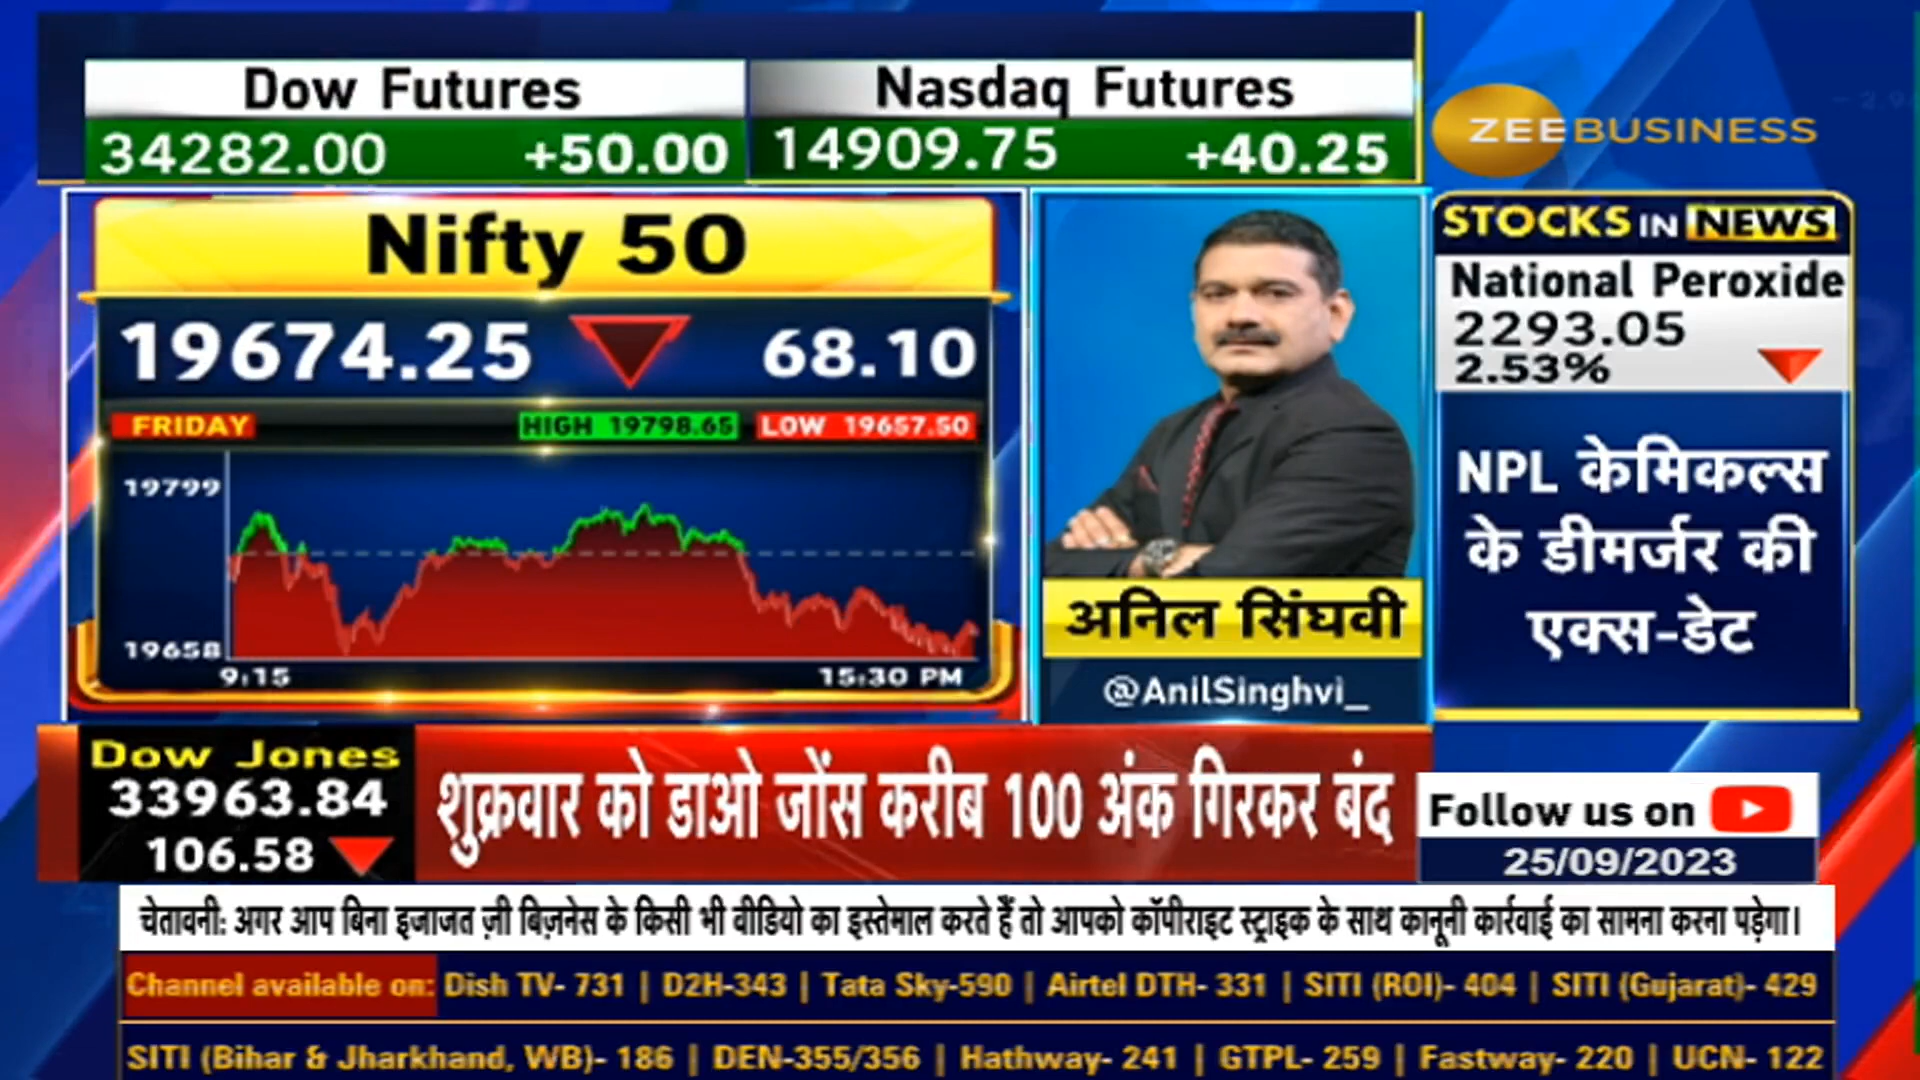 Dow Futures
34282.00 +50.00
Nasdaq Futures
14909.75 +40.25
ZEEBUSINESS
Nifty 50
19674.25 68.10
FRIDAY HIGH 19798.65 LOW 19657.50
19799
19658
9:15 15:30 PM
अनिल सिंघवी
@AnilSinghvi_
STOCKS IN NEWS
National Peroxide
2293.05
2.53%
NPL केमिकल्स
के डीमर्जर की
एक्स-डेट
Dow Jones
33963.84
106.58
शुक्रवार को डाओ जोंस करीब 100 अंक गिरकर बंद
Follow us on
25/09/2023
चेतावनी: अगर आप बिना इजाजत ज़ी बिज़नेस के किसी भी वीडियो का इस्तेमाल करते हैं तो आपको कॉपीराइट स्ट्राइक के साथ कानूनी कार्रवाई का सामना करना पड़ेगा।
Channel available on: Dish TV- 731 | D2H-343 | Tata Sky-590 | Airtel DTH- 331 | SITI (ROI)- 404 | SITI (Gujarat)- 429
SITI (Bihar & Jharkhand, WB)- 186 | DEN-355/356 | Hathway- 241 | GTPL- 259 | Fastway- 220 | UCN- 122